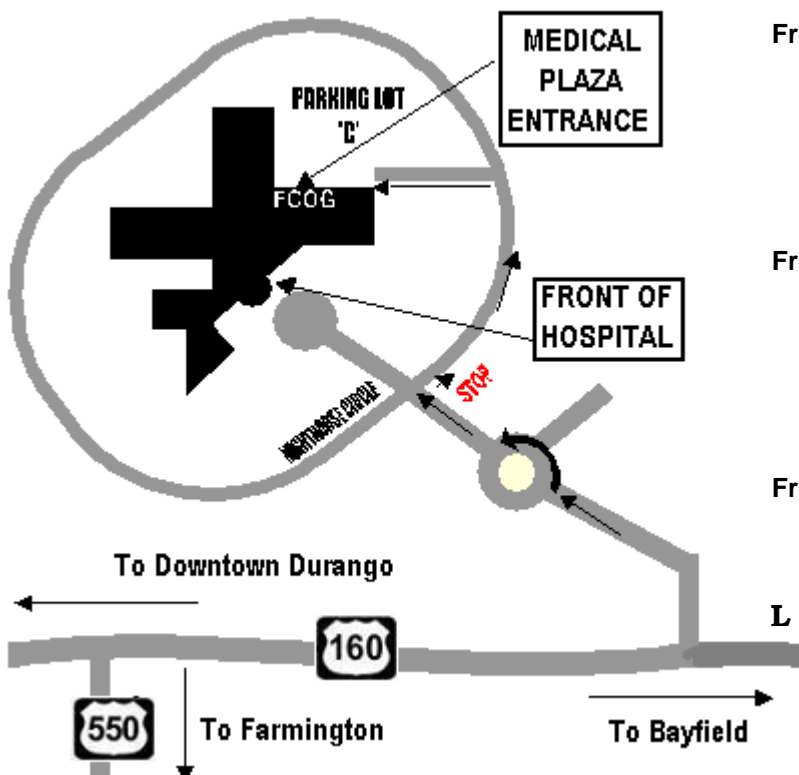 MEDICAL
PLAZA
ENTRANCE
Fr
PARKING LOT
'C'
FCOG
Fr
FRONT OF
HOSPITAL
STOP
Fr
To Downtown Durango
L
160
550
To Farmington
To Bayfield